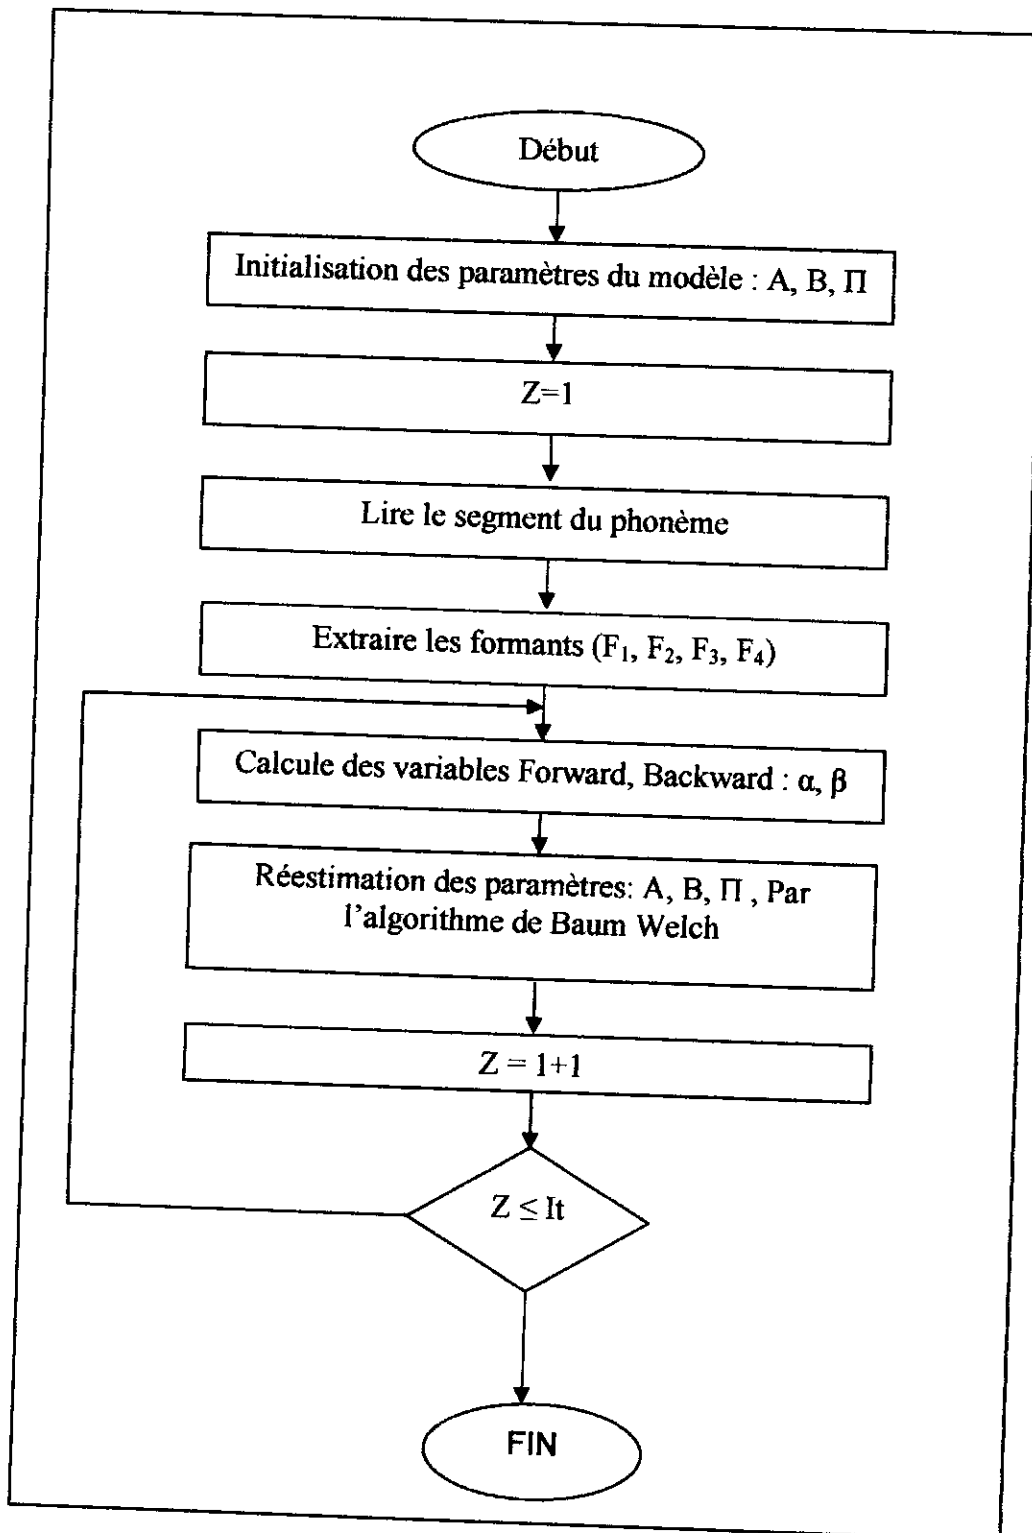 Début
Initialisation des paramètres du modèle : A, B, Π
Z=1
Lire le segment du phonème
Extraire les formants (F₁, F₂, F₃, F₄)
Calcule des variables Forward, Backward : α, β
Réestimation des paramètres: A, B, Π , Par
l'algorithme de Baum Welch
Z = 1+1
Z ≤ It
FIN